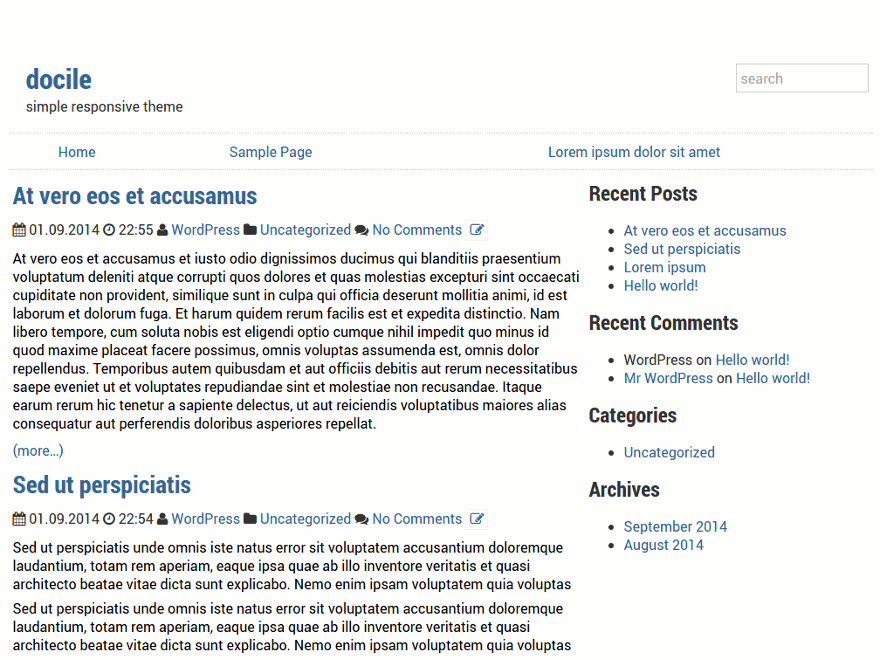 docile
simple responsive theme
search
Home
Sample Page
Lorem ipsum dolor sit amet
At vero eos et accusamus
01.09.2014 22:55 WordPress Uncategorized No Comments
At vero eos et accusamus et iusto odio dignissimos ducimus qui blanditiis praesentium
voluptatum deleniti atque corrupti quos dolores et quas molestias excepturi sint occaecati
cupiditate non provident, similique sunt in culpa qui officia deserunt mollitia animi, id est
laborum et dolorum fuga. Et harum quidem rerum facilis est et expedita distinctio. Nam
libero tempore, cum soluta nobis est eligendi optio cumque nihil impedit quo minus id
quod maxime placeat facere possimus, omnis voluptas assumenda est, omnis dolor
repellendus. Temporibus autem quibusdam et aut officiis debitis aut rerum necessitatibus
saepe eveniet ut et voluptates repudiandae sint et molestiae non recusandae. Itaque
earum rerum hic tenetur a sapiente delectus, ut aut reiciendis voluptatibus maiores alias
consequatur aut perferendis doloribus asperiores repellat.
(more…)
Sed ut perspiciatis
01.09.2014 22:54 WordPress Uncategorized No Comments
Sed ut perspiciatis unde omnis iste natus error sit voluptatem accusantium doloremque
laudantium, totam rem aperiam, eaque ipsa quae ab illo inventore veritatis et quasi
architecto beatae vitae dicta sunt explicabo. Nemo enim ipsam voluptatem quia voluptas
Sed ut perspiciatis unde omnis iste natus error sit voluptatem accusantium doloremque
laudantium, totam rem aperiam, eaque ipsa quae ab illo inventore veritatis et quasi
architecto beatae vitae dicta sunt explicabo. Nemo enim ipsam voluptatem quia voluptas
Recent Posts
At vero eos et accusamus
Sed ut perspiciatis
Lorem ipsum
Hello world!
Recent Comments
WordPress on Hello world!
Mr WordPress on Hello world!
Categories
Uncategorized
Archives
September 2014
August 2014